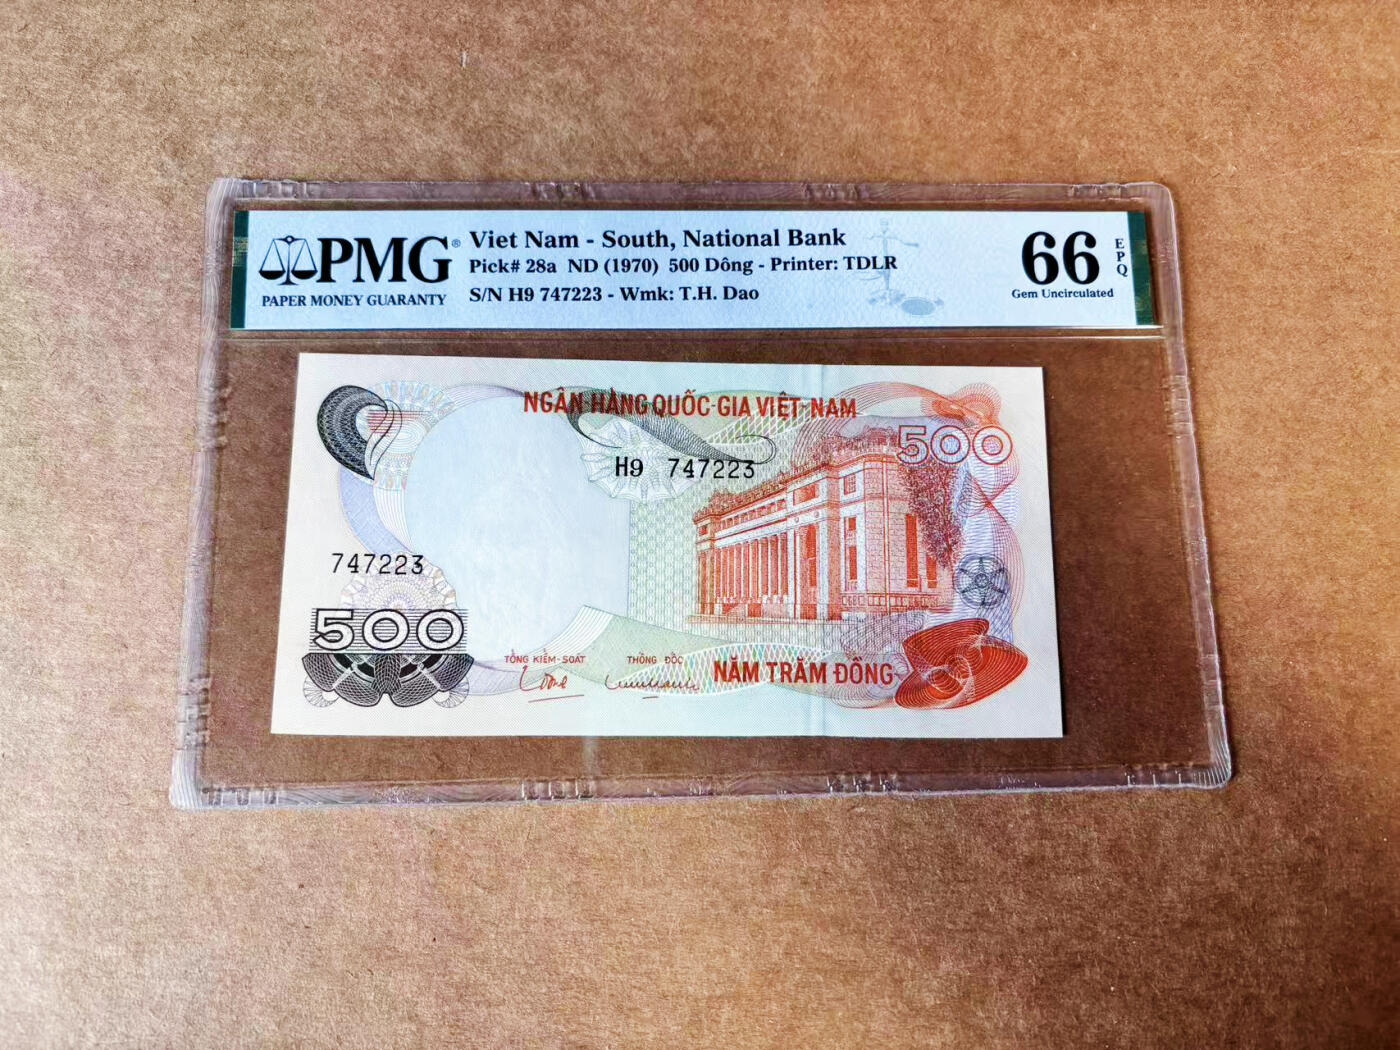 PMG®
PAPER MONEY GUARANTY
Viet Nam - South, National Bank
Pick# 28a ND (1970) 500 Dông - Printer: TDLR
S/N H9 747223 - Wmk: T.H. Dao
66
EPQ
Gem Uncirculated
NGÂN HÀNG QUỐC-GIA VIỆT-NAM
500
H9 747223
747223
500
TỔNG KIỂM-SOÁT
THỐNG ĐỐC
NĂM TRĂM ĐỒNG